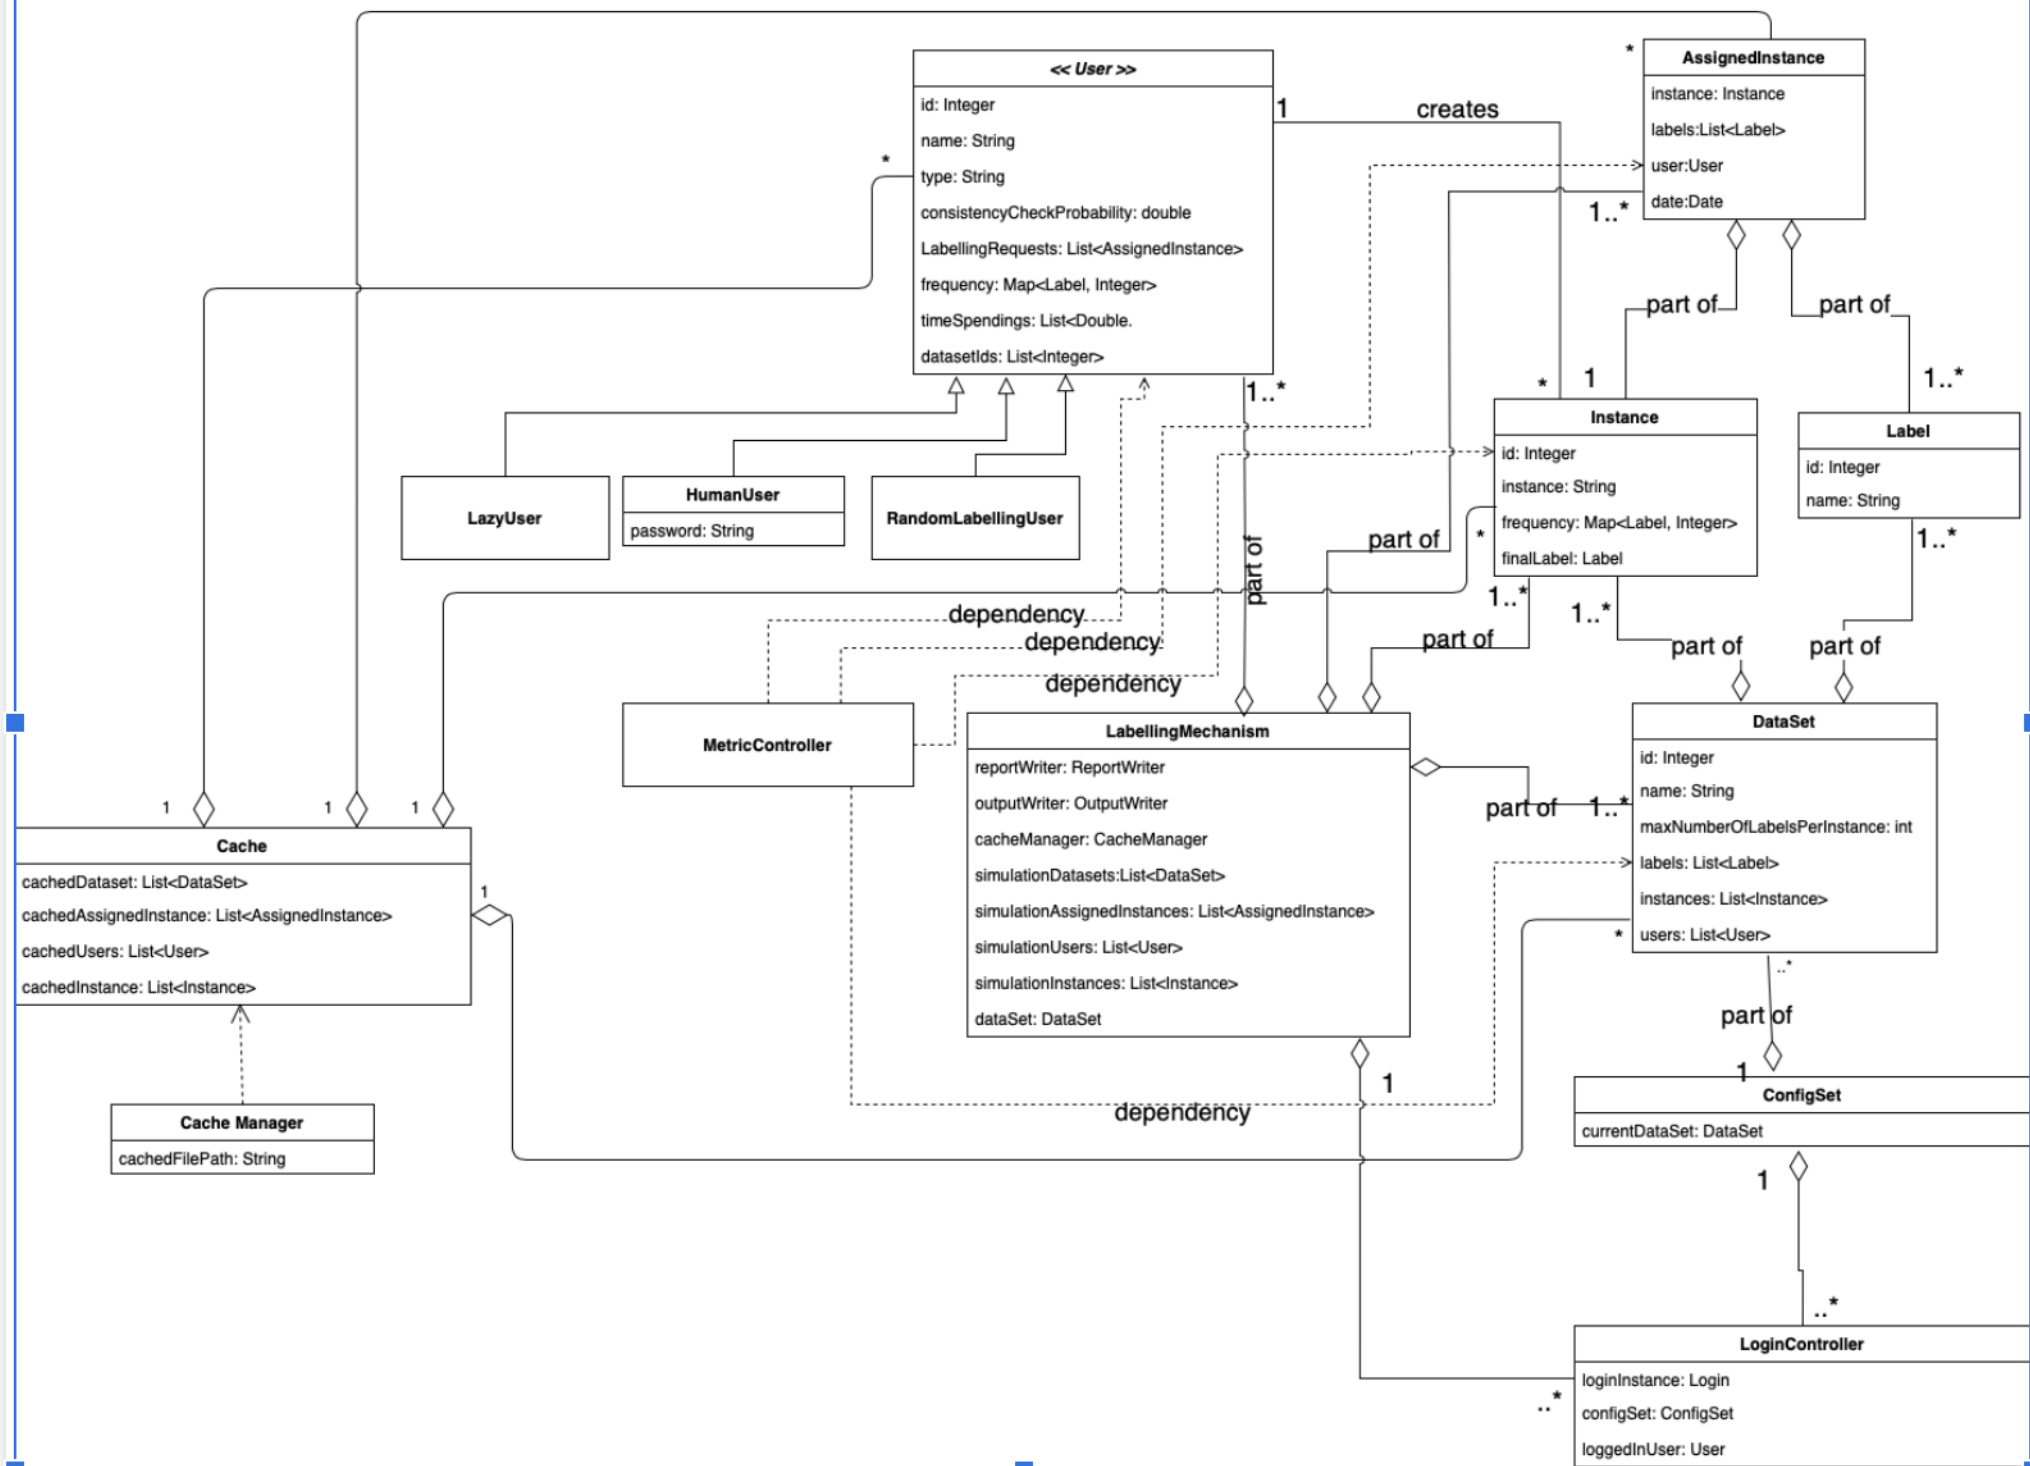 << User >>
id: Integer
name: String
type: String
consistencyCheckProbability: double
LabellingRequests: List<AssignedInstance>
frequency: Map<Label, Integer>
timeSpendings: List<Double.
datasetIds: List<Integer>
*
1
creates
1..*
*
AssignedInstance
instance: Instance
labels:List<Label>
user:User
date:Date
1..*
part of
part of
*
1
1..*
LazyUser
HumanUser
password: String
RandomLabellingUser
Instance
id: Integer
instance: String
frequency: Map<Label, Integer>
finalLabel: Label
*
Label
id: Integer
name: String
1..*
part of
part of
1..*
1..*
part of
part of
part of
dependency
dependency
dependency
MetricController
LabellingMechanism
reportWriter: ReportWriter
outputWriter: OutputWriter
cacheManager: CacheManager
simulationDatasets:List<DataSet>
simulationAssignedInstances: List<AssignedInstance>
simulationUsers: List<User>
simulationInstances: List<Instance>
dataSet: DataSet
part of
1..*
DataSet
id: Integer
name: String
maxNumberOfLabelsPerInstance: int
labels: List<Label>
instances: List<Instance>
users: List<User>
*
1
1
1
Cache
cachedDataset: List<DataSet>
cachedAssignedInstance: List<AssignedInstance>
cachedUsers: List<User>
cachedInstance: List<Instance>
1
Cache Manager
cachedFilePath: String
1
dependency
..*
part of
1
ConfigSet
currentDataSet: DataSet
1
..*
..*
LoginController
loginInstance: Login
configSet: ConfigSet
loggedInUser: User